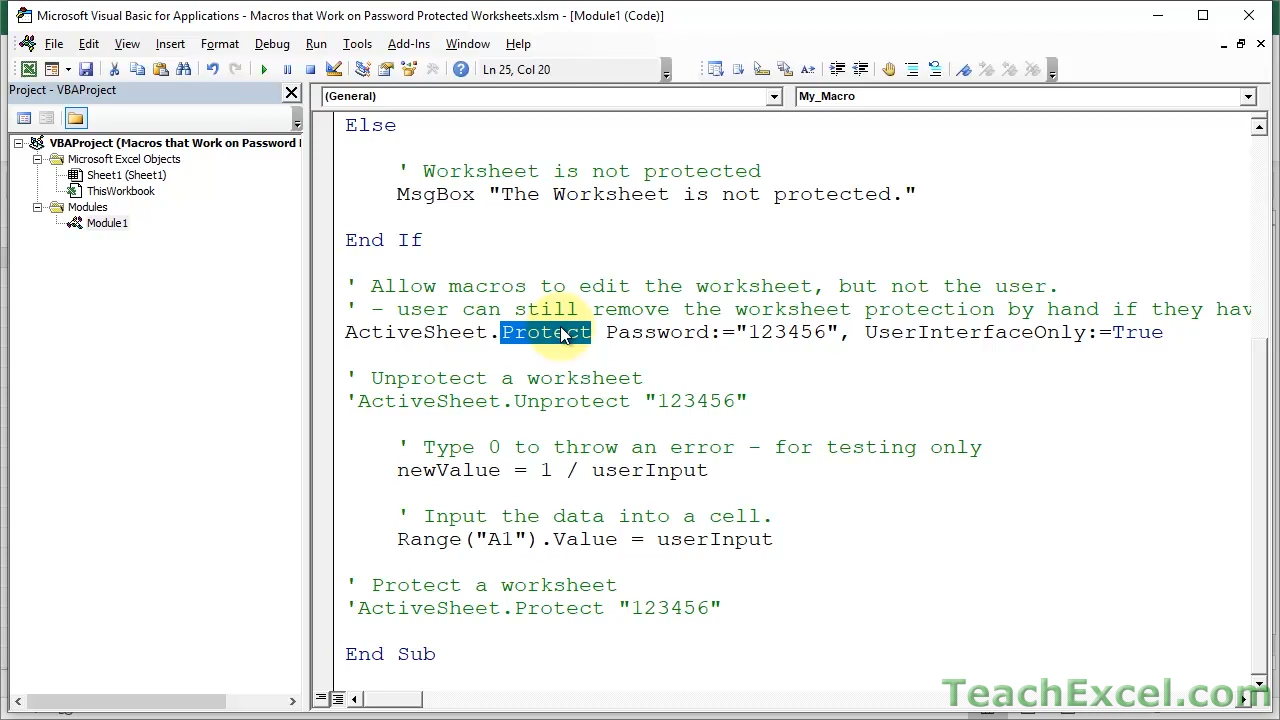 Microsoft Visual Basic for Applications - Macros that Work on Password Protected Worksheets.xlsm - [Module1 (Code)]
File Edit View Insert Format Debug Run Tools Add-Ins Window Help
Ln 25, Col 20
Project - VBAProject
(General) My_Macro
VBAProject (Macros that Work on Password
Microsoft Excel Objects
Sheet1 (Sheet1)
ThisWorkbook
Modules
Module1
Else
' Worksheet is not protected
MsgBox "The Worksheet is not protected."
End If
' Allow macros to edit the worksheet, but not the user.
' - user can still remove the worksheet protection by hand if they hav
ActiveSheet.Protect Password:="123456", UserInterfaceOnly:=True
' Unprotect a worksheet
'ActiveSheet.Unprotect "123456"
' Type 0 to throw an error - for testing only
newValue = 1 / userInput
' Input the data into a cell.
Range("A1").Value = userInput
' Protect a worksheet
'ActiveSheet.Protect "123456"
End Sub
TeachExcel.com